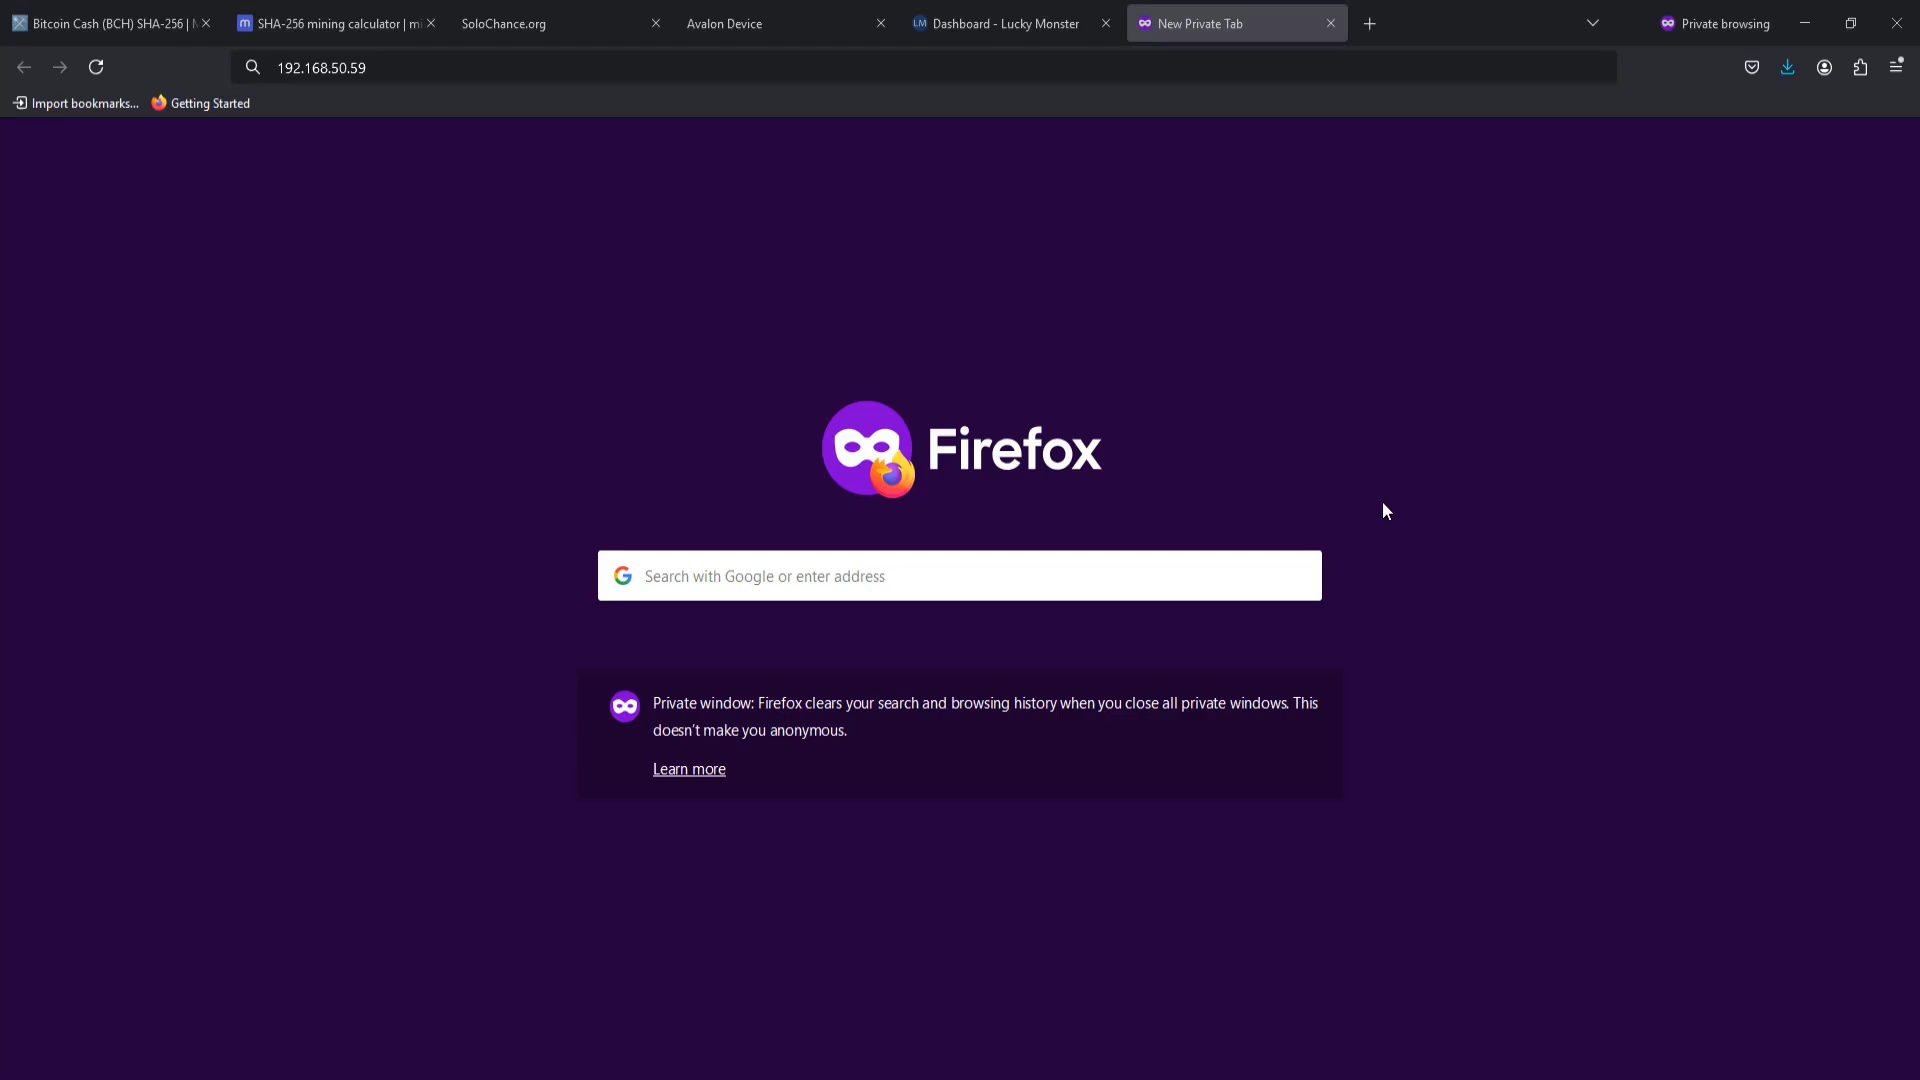 Bitcoin Cash (BCH) SHA-256 |
SHA-256 mining calculator | mi
SoloChance.org
Avalon Device
LM Dashboard - Lucky Monster
New Private Tab
Private browsing
192.168.50.59
Import bookmarks...
Getting Started
Firefox
Search with Google or enter address
Private window: Firefox clears your search and browsing history when you close all private windows. This
doesn't make you anonymous.
Learn more